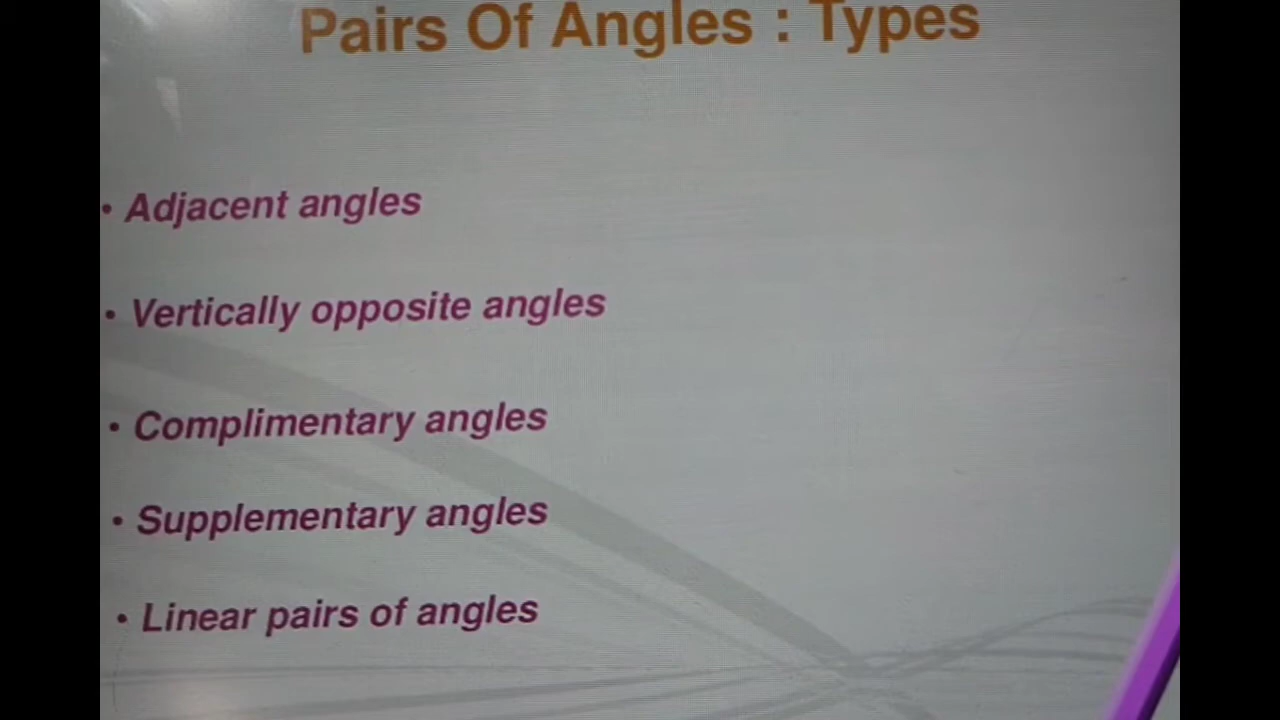 Pairs Of Angles : Types
• Adjacent angles
• Vertically opposite angles
• Complimentary angles
• Supplementary angles
• Linear pairs of angles